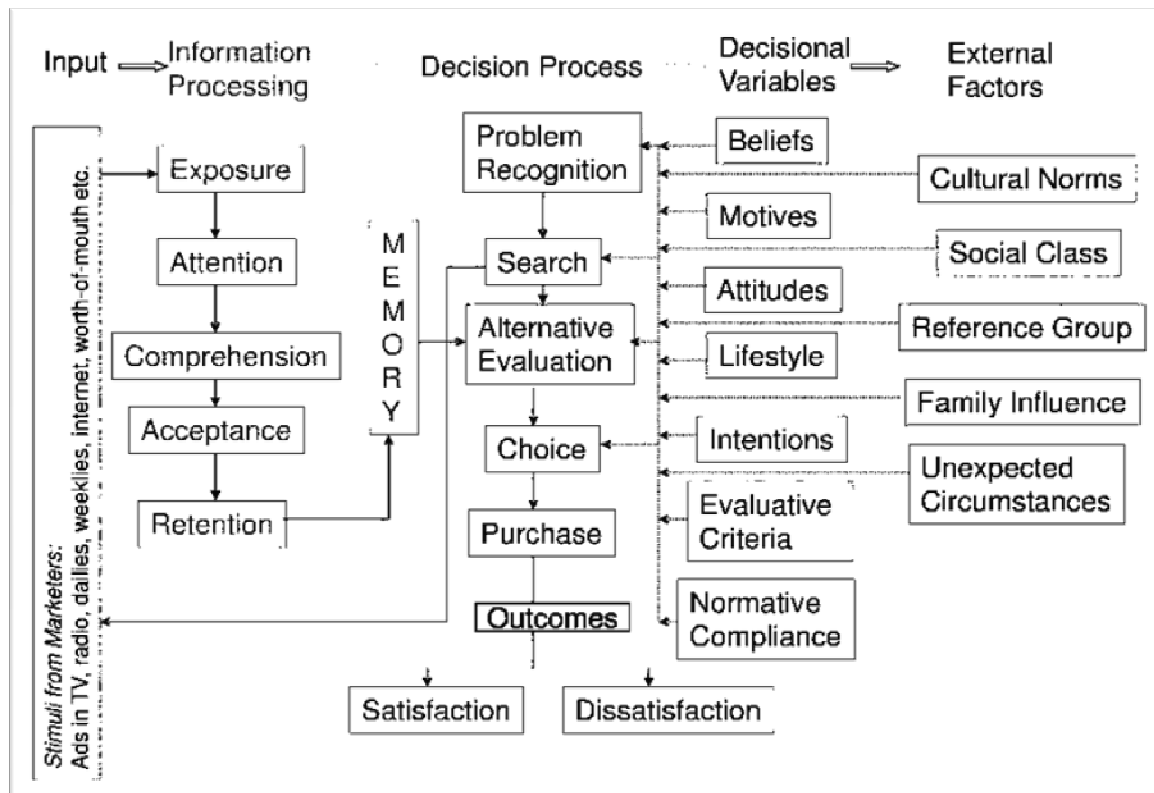 Input
Information
Processing
Decision Process
Decisional
Variables
External
Factors
Stimuli from Marketers:
Ads in TV, radio, dailies, weeklies, internet, worth-of-mouth etc.
Exposure
Attention
Comprehension
Acceptance
Retention
M
E
M
O
R
Y
Problem
Recognition
Search
Alternative
Evaluation
Choice
Purchase
Outcomes
Satisfaction
Dissatisfaction
Beliefs
Motives
Attitudes
Lifestyle
Intentions
Evaluative
Criteria
Normative
Compliance
Cultural Norms
Social Class
Reference Group
Family Influence
Unexpected
Circumstances